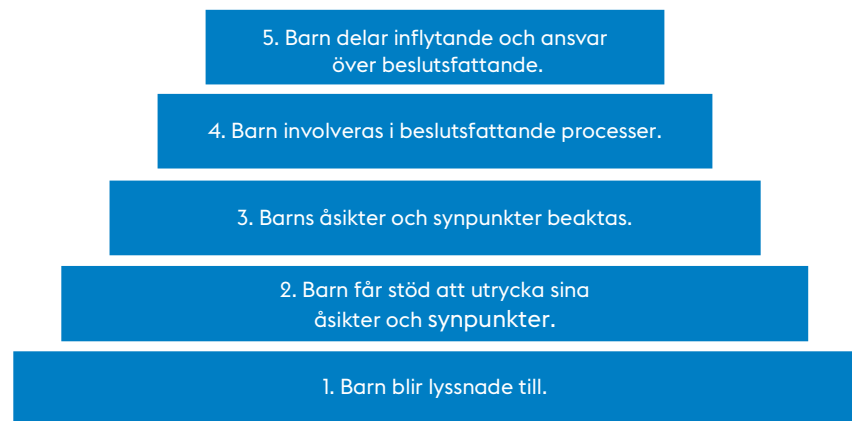 5. Barn delar inflytande och ansvar
över beslutsfattande.
4. Barn involveras i beslutsfattande processer.
3. Barns åsikter och synpunkter beaktas.
2. Barn får stöd att utrycka sina
åsikter och synpunkter.
1. Barn blir lyssnade till.